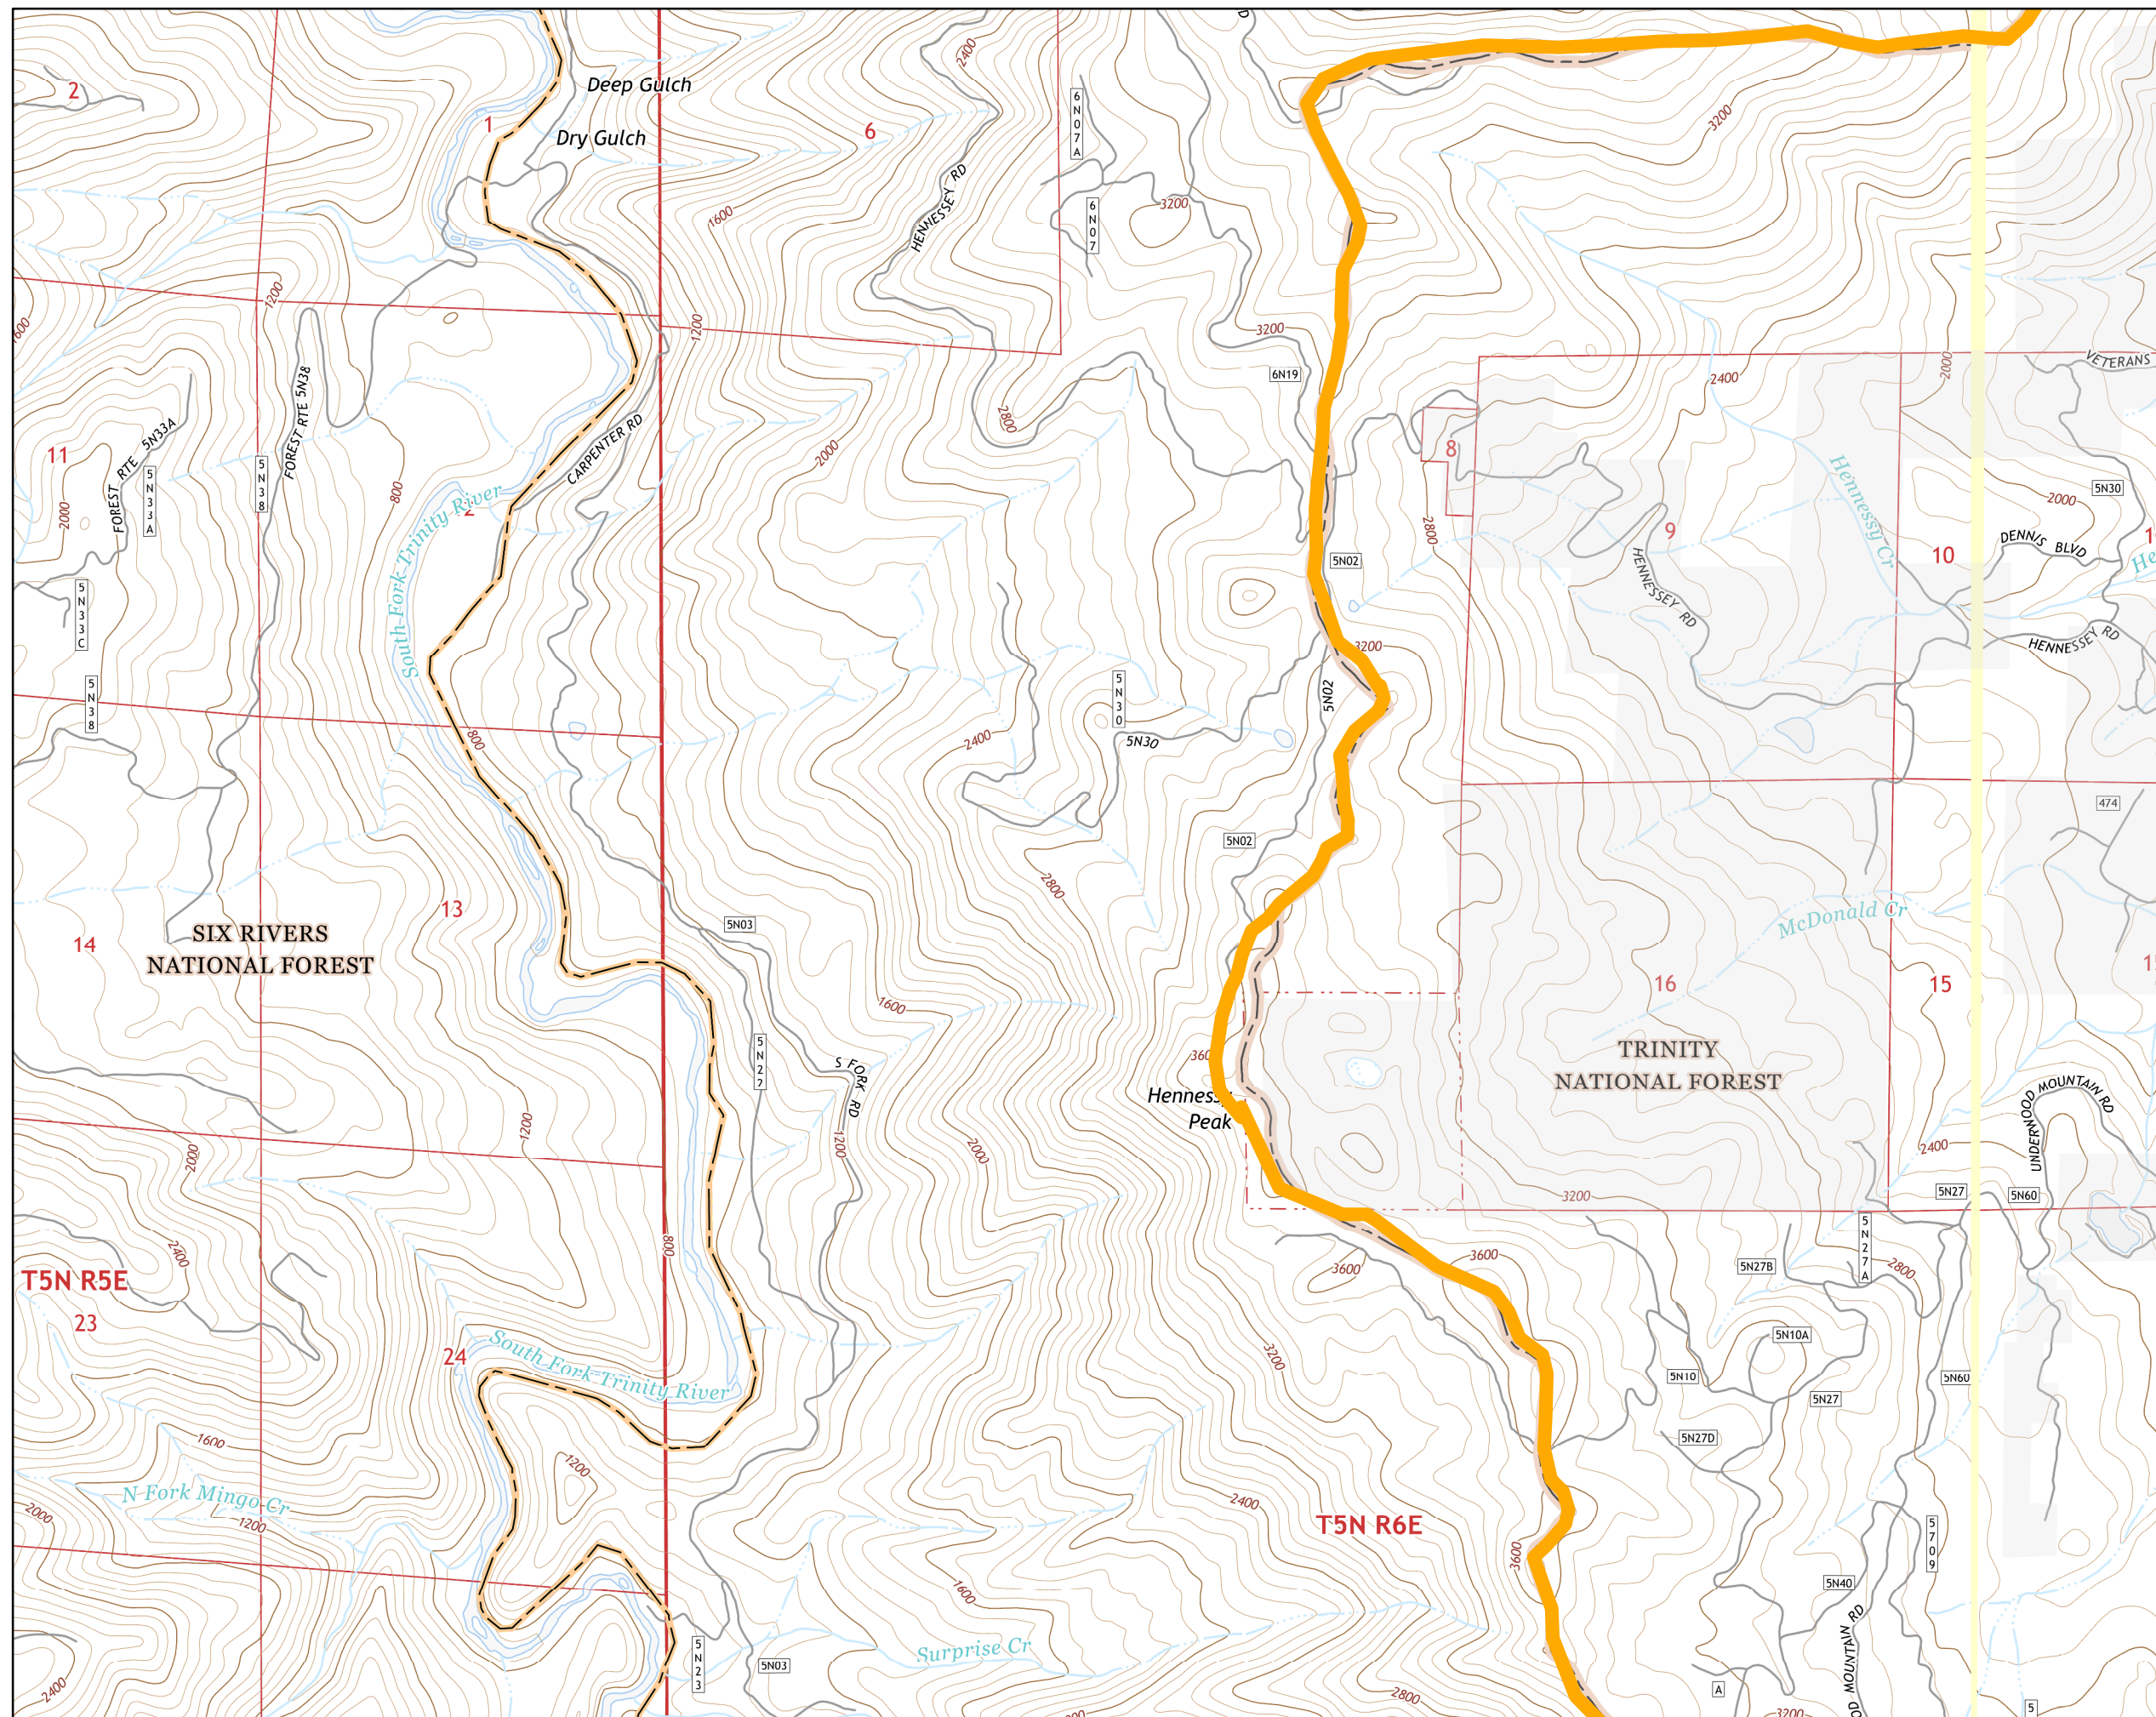 2
1
Deep Gulch
Dry Gulch
6
2400
HENNESSEY RD
6N07A
6N07
3200
3200
1600
1200
1200
3200
6N19
2800
2000
2400
2000
VETERANS
FOREST RTE 5N38
FOREST RTE 5N33A
CARPENTER RD
11
5N33A
5N38
2000
800
South Fork Trinity River
8
2800
9
Hennessy Cr
10
5N30
2000
DENNIS BLVD
HENNESSEY RD
HENNESSEY RD
5N02
3200
5N33C
5N38
800
5N02
5N30
5N30
2400
5N02
474
2800
13
14
SIX RIVERS
NATIONAL FOREST
5N03
McDonald Cr
16
15
1600
5N27
S FORK RD
TRINITY
NATIONAL FOREST
Hennessy
Peak
1200
1200
2000
2000
UNDERWOOD MOUNTAIN RD
2400
3200
5N27
5N60
800
2400
T5N R5E
23
3600
3600
5N27B
5N27A
2800
24
South Fork Trinity River
3200
5N10A
5N10
5N27
5N60
5N27D
1600
1200
N Fork Mingo Cr
1200
2000
2400
T5N R6E
3600
5709
5N40
1600
Surprise Cr
5N23
5N03
2400
2800
A
3200
5